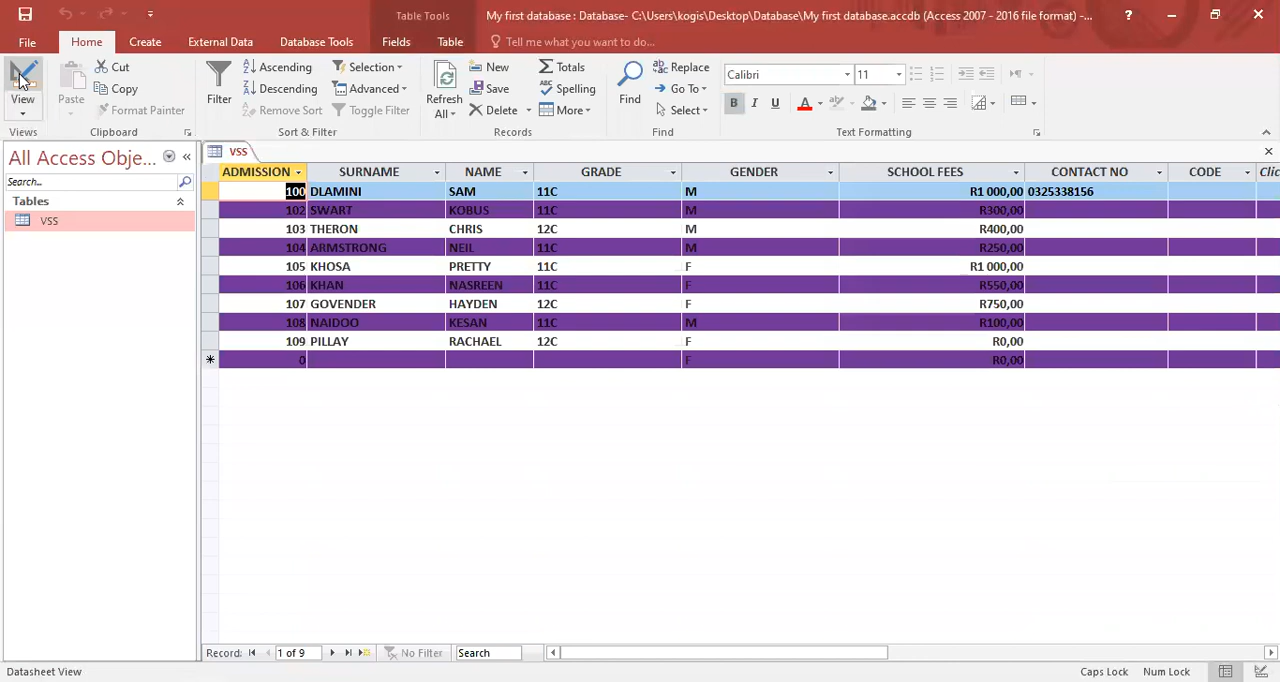 Table Tools
My first database : Database- C:\Users\kogis\Desktop\Database\My first database.accdb (Access 2007 - 2016 file format) -...
?
File Home Create External Data Database Tools Fields Table Tell me what you want to do...
View
Views
Paste
Cut
Copy
Format Painter
Clipboard
Filter
Ascending
Descending
Remove Sort
Selection
Advanced
Toggle Filter
Sort & Filter
Refresh
All
New
Save
Delete
Totals
Spelling
More
Records
Find
Replace
Go To
Select
Find
Calibri 11
B I U A
Text Formatting
All Access Obje...
Search...
Tables
VSS
VSS
ADMISSION SURNAME NAME GRADE GENDER SCHOOL FEES CONTACT NO CODE Clic
100 DLAMINI SAM 11C M R1 000,00 0325338156
102 SWART KOBUS 11C M R300,00
103 THERON CHRIS 12C M R400,00
104 ARMSTRONG NEIL 11C M R250,00
105 KHOSA PRETTY 11C F R1 000,00
106 KHAN NASREEN 11C F R550,00
107 GOVENDER HAYDEN 12C F R750,00
108 NAIDOO KESAN 11C M R100,00
109 PILLAY RACHAEL 12C F R0,00
* 0 F R0,00
Record: 1 of 9 No Filter Search
Datasheet View Caps Lock Num Lock